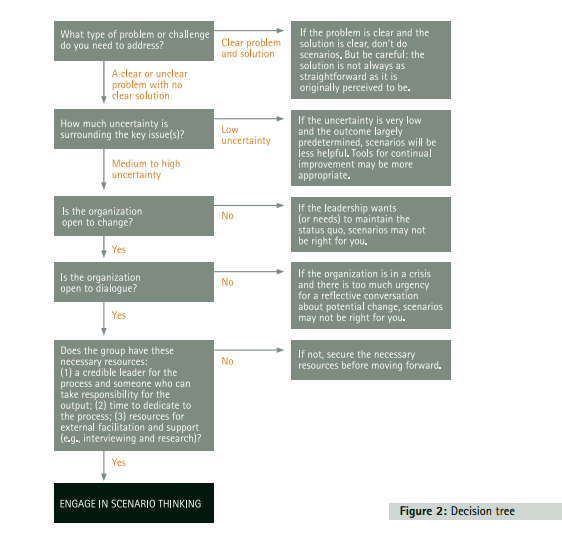 What type of problem or challenge
do you need to address?
Clear problem
and solution
If the problem is clear and the
solution is clear, don't do
scenarios. But be careful: the
solution is not always as
straightforward as it is
originally perceived to be.
A clear or unclear
problem with no
clear solution
How much uncertainty is
surrounding the key issue(s)?
Low
uncertainty
If the uncertainty is very low
and the outcome largely
predetermined, scenarios will be
less helpful. Tools for continual
improvement may be more
appropriate.
Medium to high
uncertainty
Is the organization
open to change?
No
If the leadership wants
(or needs) to maintain the
status quo, scenarios may not
be right for you.
Yes
Is the organization
open to dialogue?
No
If the organization is in a crisis
and there is too much urgency
for a reflective conversation
about potential change, scenarios
may not be right for you.
Yes
Does the group have these
necessary resources:
(1) a credible leader for the
process and someone who can
take responsibility for the
output; (2) time to dedicate to
the process; (3) resources for
external facilitation and support
(e.g., interviewing and research)?
No
If not, secure the necessary
resources before moving forward.
Yes
ENGAGE IN SCENARIO THINKING
Figure 2: Decision tree